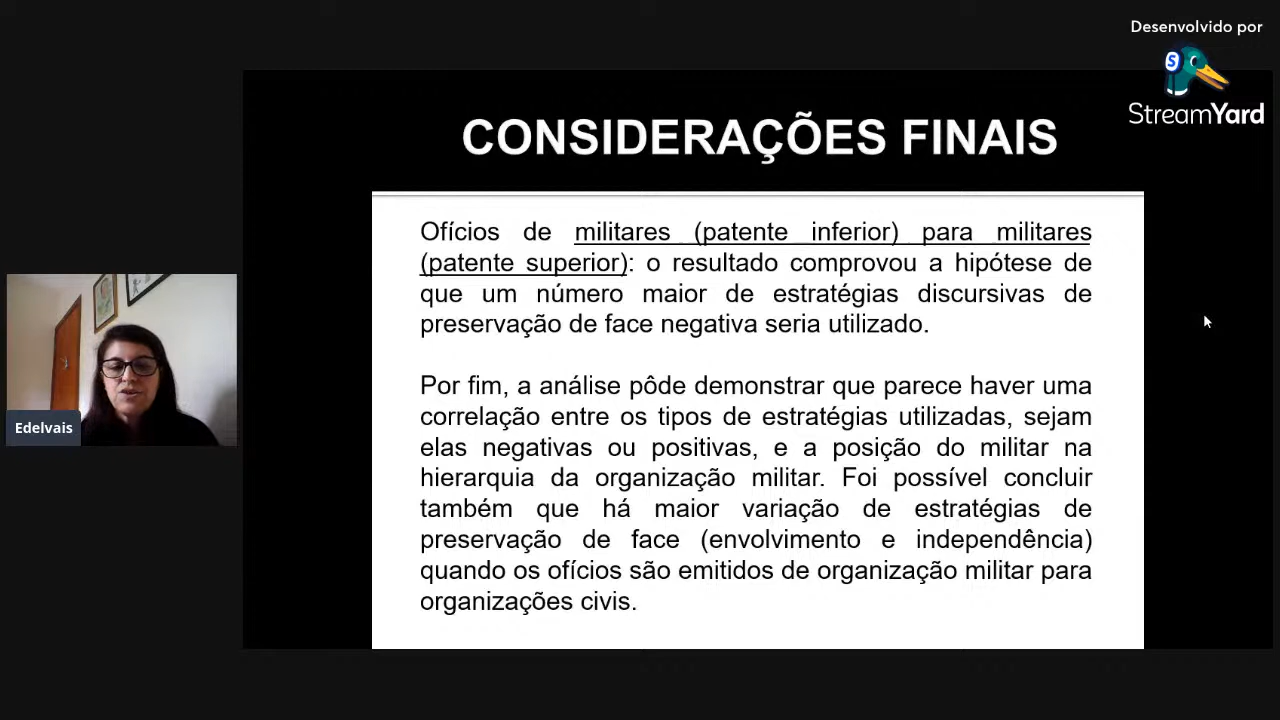 Desenvolvido por
StreamYard
CONSIDERAÇÕES FINAIS
Ofícios de militares (patente inferior) para militares
(patente superior): o resultado comprovou a hipótese de
que um número maior de estratégias discursivas de
preservação de face negativa seria utilizado.
Por fim, a análise pôde demonstrar que parece haver uma
correlação entre os tipos de estratégias utilizadas, sejam
elas negativas ou positivas, e a posição do militar na
hierarquia da organização militar. Foi possível concluir
também que há maior variação de estratégias de
preservação de face (envolvimento e independência)
quando os ofícios são emitidos de organização militar para
organizações civis.
Edelvais